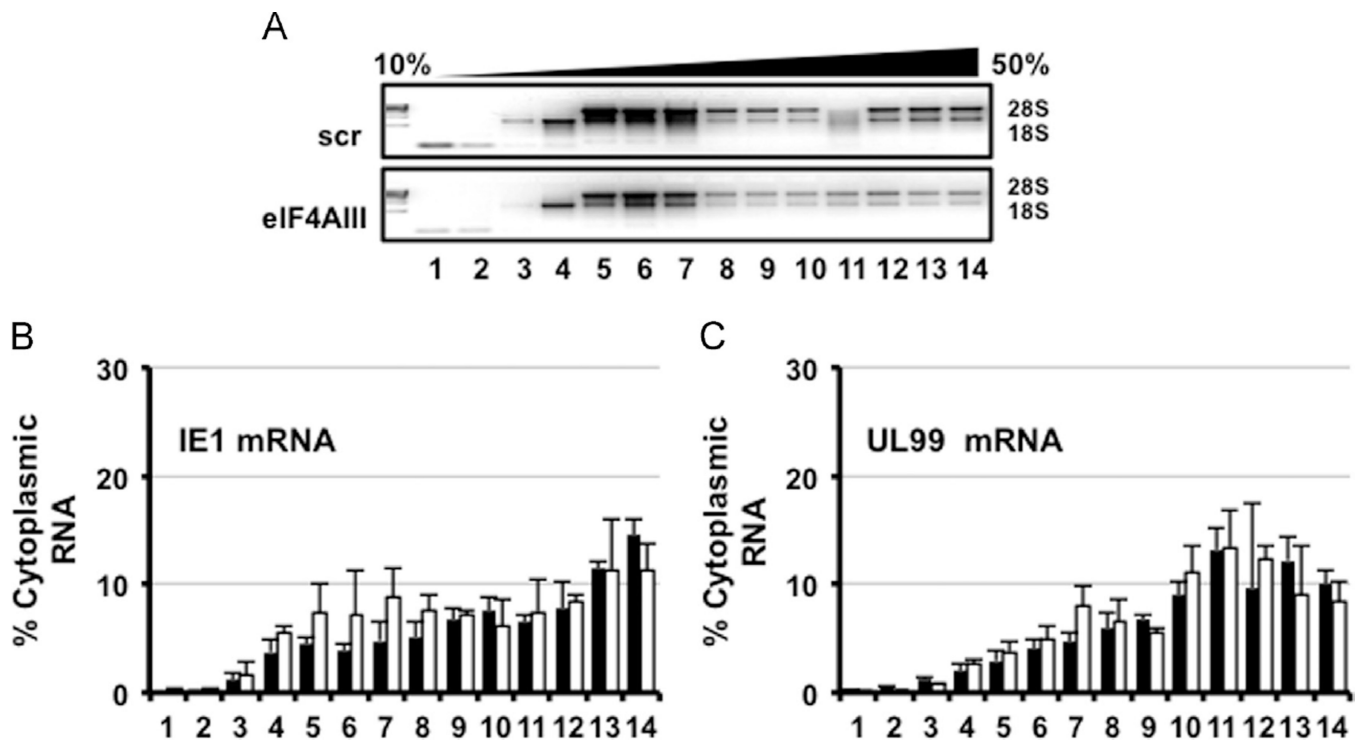 A
10% 50%
scr 28S
18S
eIF4AIII 28S
18S
1 2 3 4 5 6 7 8 9 10 11 12 13 14
B
% Cytoplasmic
RNA
30
20
10
0
IE1 mRNA
1 2 3 4 5 6 7 8 9 10 11 12 13 14
C
% Cytoplasmic
RNA
30
20
10
0
UL99 mRNA
1 2 3 4 5 6 7 8 9 10 11 12 13 14